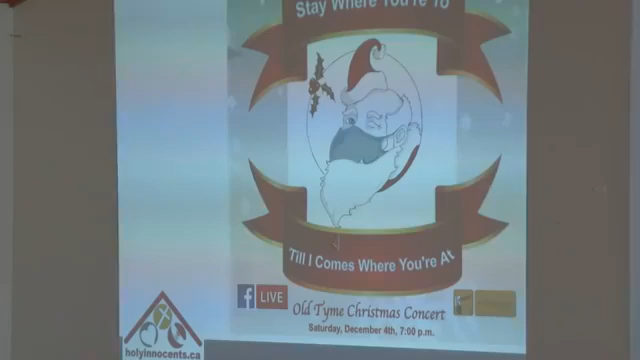 Stay Where You're To
Till I Comes Where You're At
f LIVE
Old Tyme Christmas Concert
Saturday, December 4th, 7:00 p.m.
holyinnocents.ca